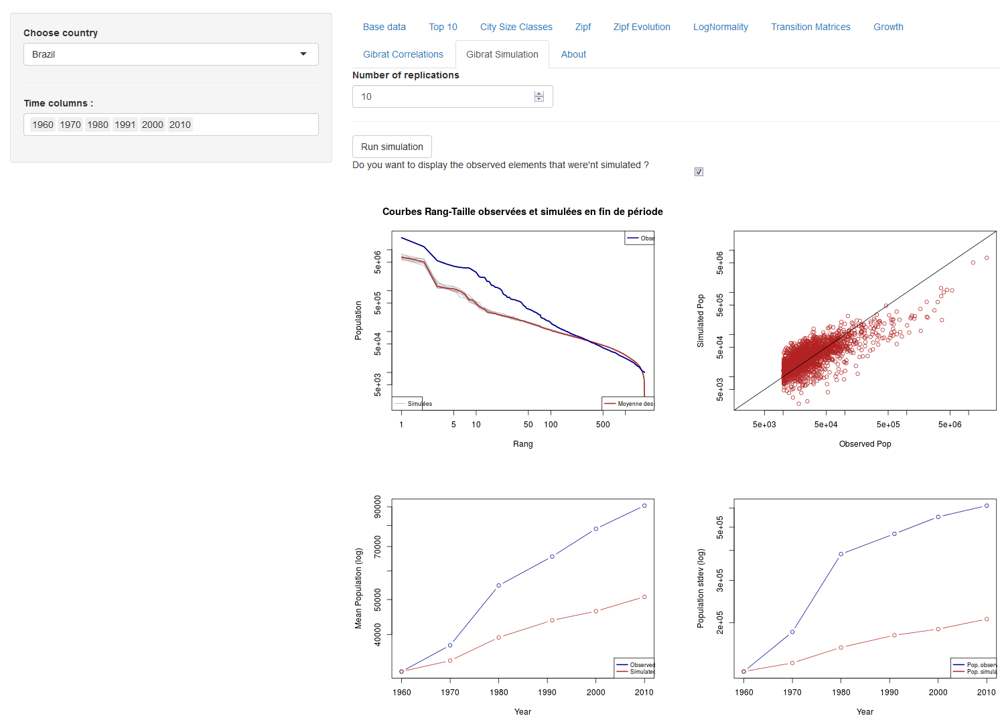 Choose country
Brazil
Time columns :
1960 1970 1980 1991 2000 2010
Base data Top 10 City Size Classes Zipf Zipf Evolution LogNormality Transition Matrices Growth
Gibrat Correlations Gibrat Simulation About
Number of replications
10
Run simulation
Do you want to display the observed elements that were'nt simulated ?
Courbes Rang-Taille observées et simulées en fin de période
Population
5e+06
5e+05
5e+04
5e+03
Obse
Simulées
Moyenne des
1 5 10 50 100 500
Rang
Simulated Pop
5e+06
5e+05
5e+04
5e+03
5e+03 5e+04 5e+05 5e+06
Observed Pop
Mean Population (log)
90000
70000
50000
40000
Observed
Simulated
1960 1970 1980 1990 2000 2010
Year
Population stdev (log)
5e+05
3e+05
2e+05
Pop. observ
Pop. simula
1960 1970 1980 1990 2000 2010
Year